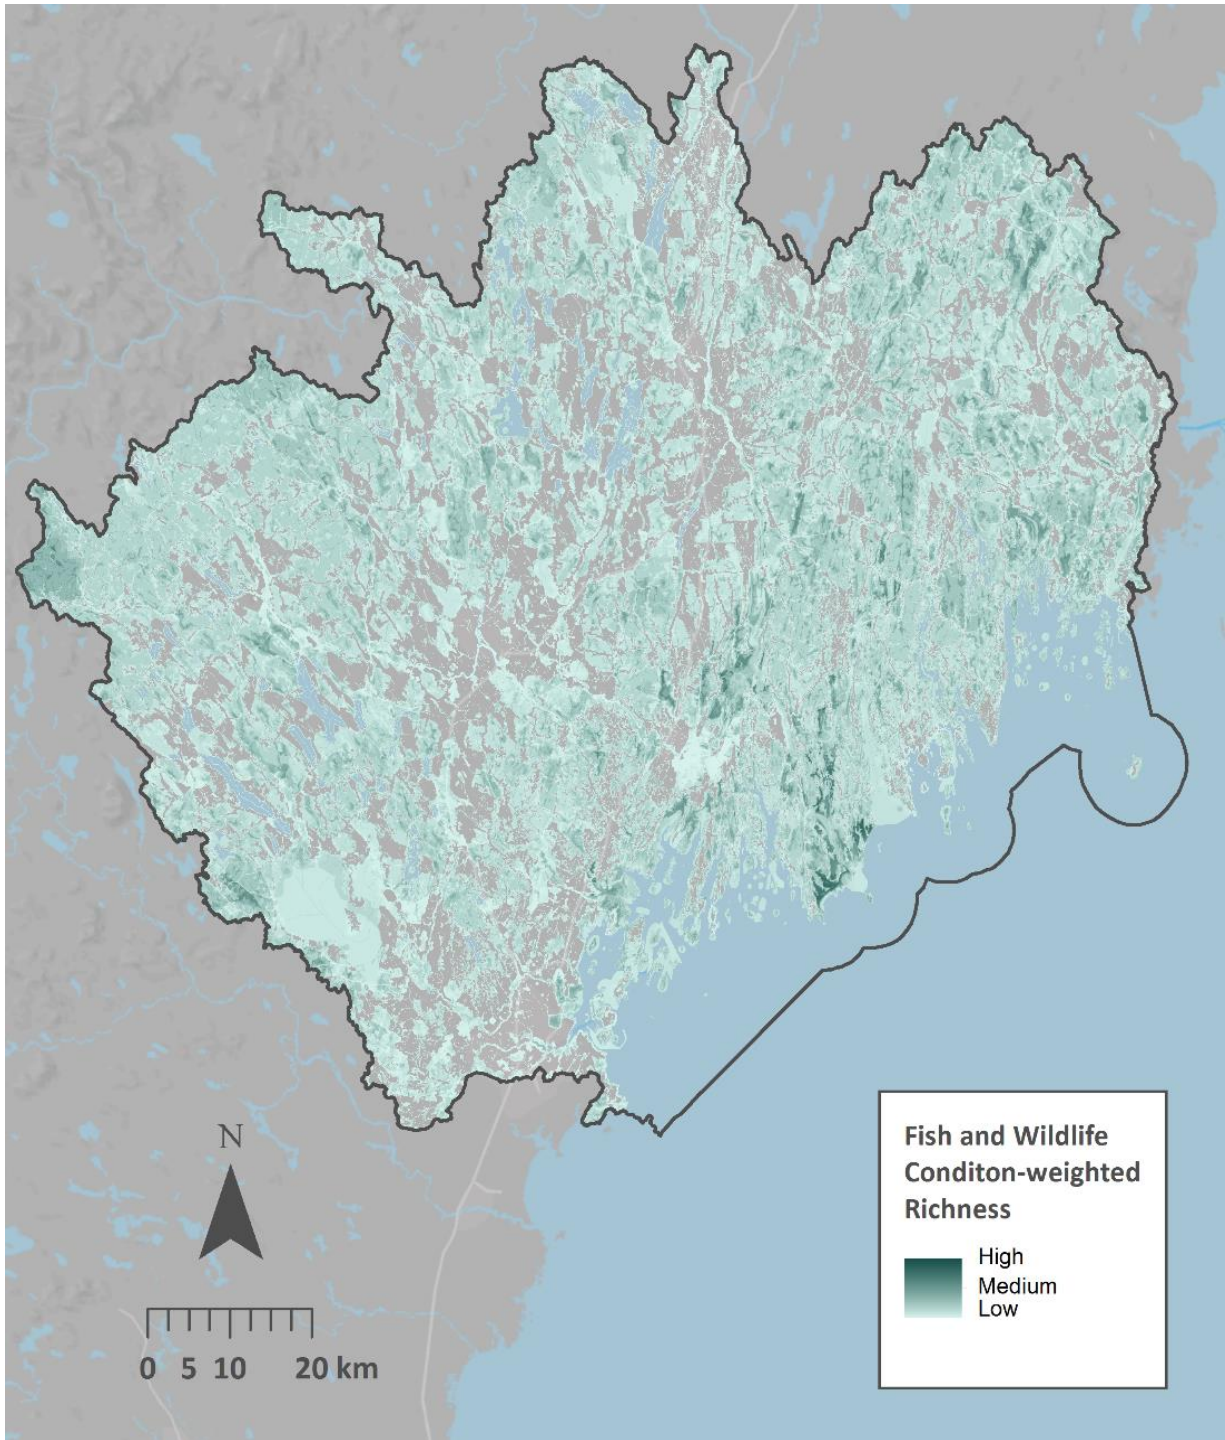 N
0 5 10 20 km
Fish and Wildlife
Conditon-weighted
Richness
High
Medium
Low